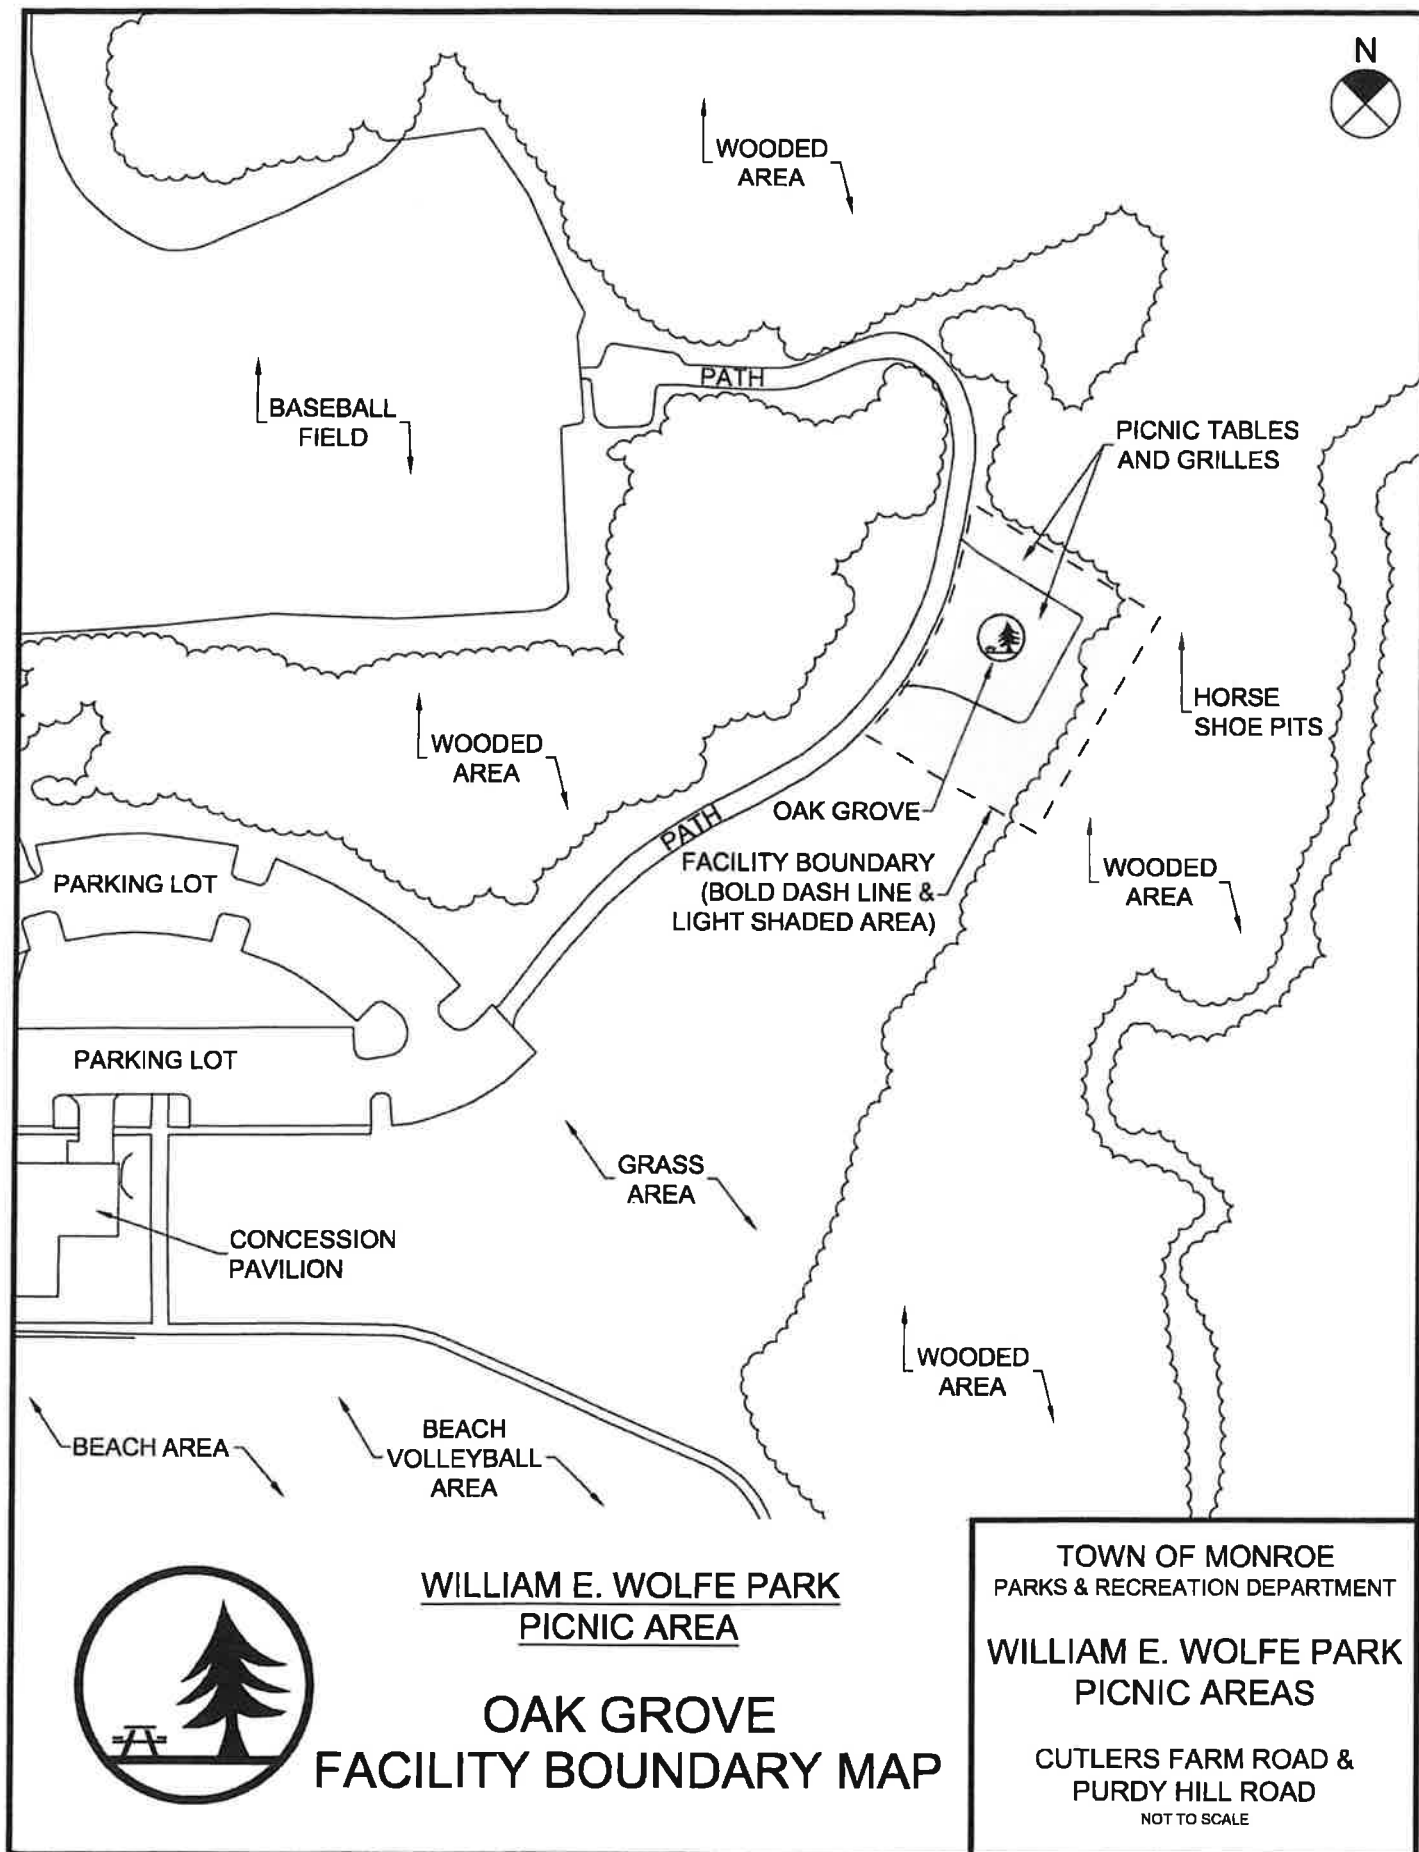 N
WOODED
AREA
PATH
BASEBALL
FIELD
PICNIC TABLES
AND GRILLES
HORSE
SHOE PITS
WOODED
AREA
OAK GROVE
PATH
FACILITY BOUNDARY
(BOLD DASH LINE &
LIGHT SHADED AREA)
WOODED
AREA
PARKING LOT
PARKING LOT
GRASS
AREA
CONCESSION
PAVILION
WOODED
AREA
BEACH AREA
BEACH
VOLLEYBALL
AREA
WILLIAM E. WOLFE PARK
PICNIC AREA
OAK GROVE
FACILITY BOUNDARY MAP
TOWN OF MONROE
PARKS & RECREATION DEPARTMENT
WILLIAM E. WOLFE PARK
PICNIC AREAS
CUTLERS FARM ROAD &
PURDY HILL ROAD
NOT TO SCALE